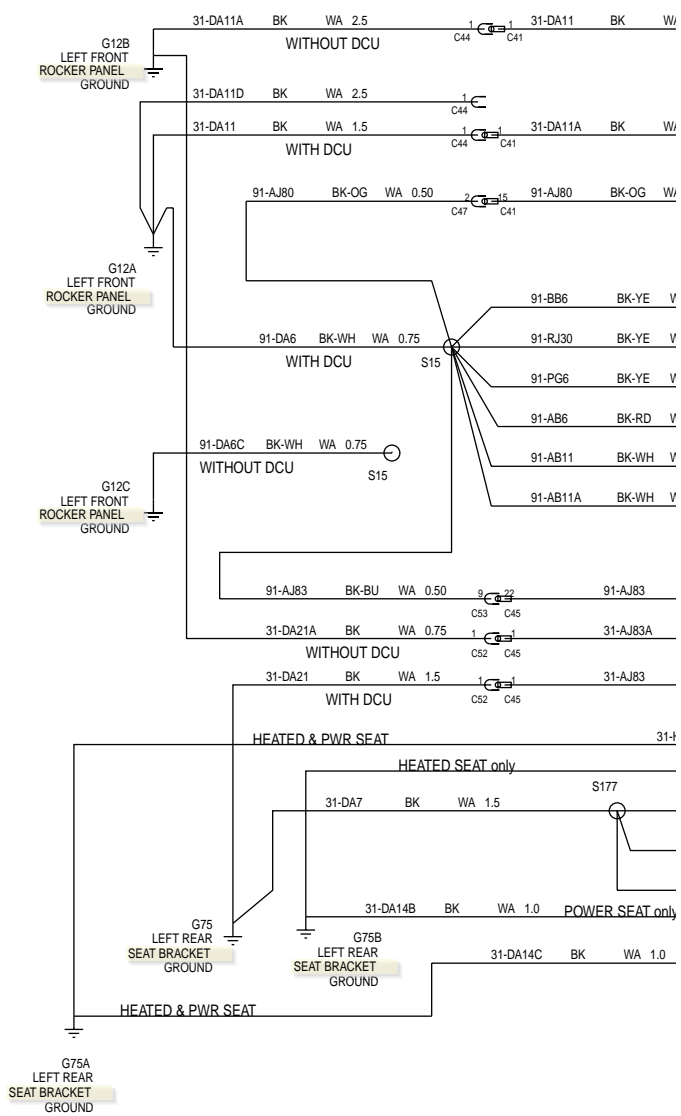 31-DA11A BK WA 2.5 1 1 31-DA11 BK
C44 C41
WITHOUT DCU
G12B
LEFT FRONT
ROCKER PANEL
GROUND
31-DA11D BK WA 2.5 1
C44
31-DA11 BK WA 1.5 1 1 31-DA11A BK
C44 C41
WITH DCU
91-AJ80 BK-OG WA 0.50 2 15 91-AJ80 BK-OG
C47 C41
G12A
LEFT FRONT
ROCKER PANEL
GROUND
91-BB6 BK-YE
91-DA6 BK-WH WA 0.75 91-RJ30 BK-YE
WITH DCU
S15
91-PG6 BK-YE
91-AB6 BK-RD
91-DA6C BK-WH WA 0.75
WITHOUT DCU
S15
91-AB11 BK-WH
91-AB11A BK-WH
G12C
LEFT FRONT
ROCKER PANEL
GROUND
91-AJ83 BK-BU WA 0.50 9 22 91-AJ83
C53 C45
31-DA21A BK WA 0.75 1 1 31-AJ83A
C52 C45
WITHOUT DCU
31-DA21 BK WA 1.5 1 1 31-AJ83
C52 C45
WITH DCU
HEATED & PWR SEAT
HEATED SEAT only
S177
31-DA7 BK WA 1.5
31-DA14B BK WA 1.0 POWER SEAT only
G75
LEFT REAR
SEAT BRACKET
GROUND
G75B
LEFT REAR
SEAT BRACKET
GROUND
31-DA14C BK WA 1.0
HEATED & PWR SEAT
G75A
LEFT REAR
SEAT BRACKET
GROUND